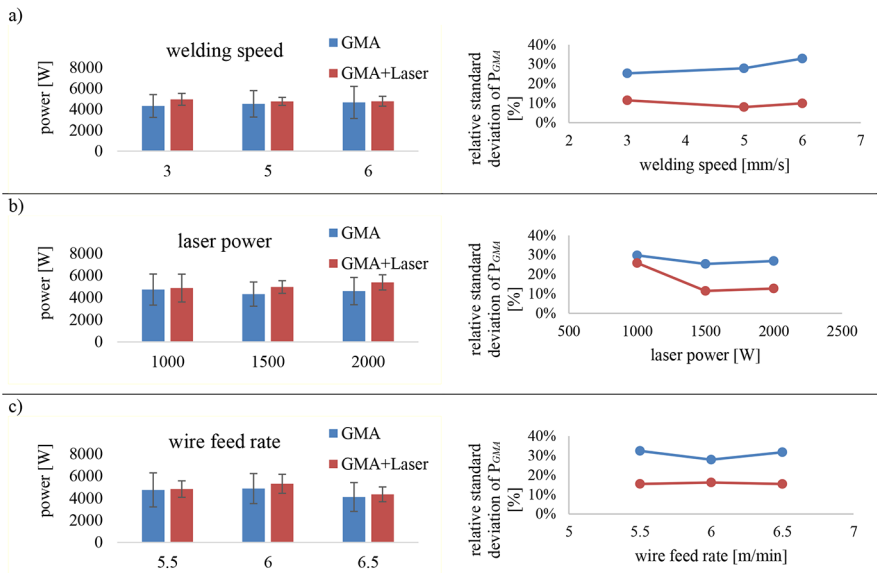 a)
welding speed
GMA
GMA+Laser
power [W]
8000
6000
4000
2000
0
3
5
6
relative standard
deviation of PGMA
[%]
40%
30%
20%
10%
0%
2
3
4
5
6
7
welding speed [mm/s]
b)
laser power
GMA
GMA+Laser
power [W]
8000
6000
4000
2000
0
1000
1500
2000
relative standard
deviation of PGMA
[%]
40%
30%
20%
10%
0%
500
1000
1500
2000
2500
laser power [W]
c)
wire feed rate
GMA
GMA+Laser
power [W]
8000
6000
4000
2000
0
5.5
6
6.5
relative standard
deviation of PGMA
[%]
40%
30%
20%
10%
0%
5
5.5
6
6.5
7
wire feed rate [m/min]